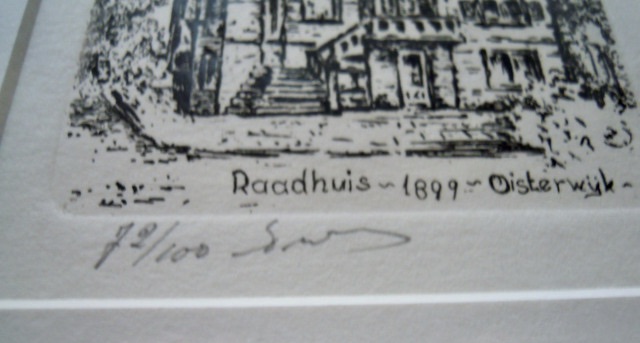 Raadhuis ~ 1899 ~ Oisterwijk ~
72/100